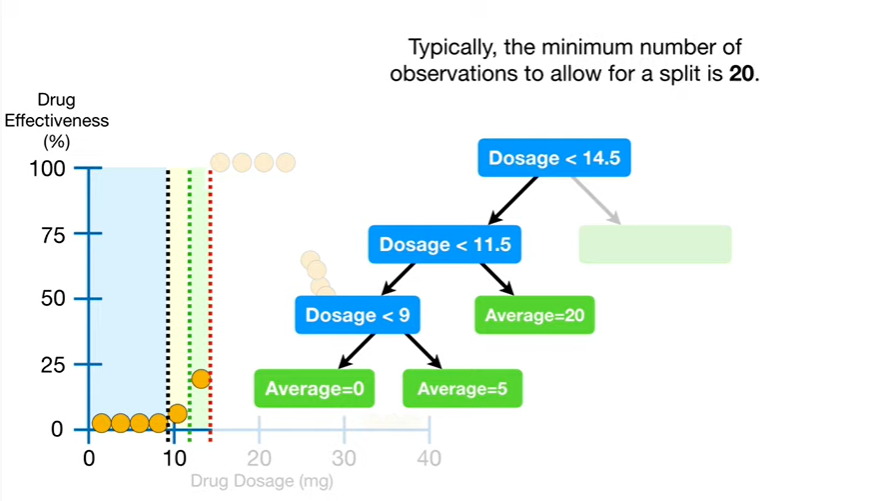 Typically, the minimum number of
observations to allow for a split is 20.
Drug
Effectiveness
(%)
100
75
50
25
0
0
10
20
30
40
Drug Dosage (mg)
Dosage < 14.5
Dosage < 11.5
Dosage < 9
Average=20
Average=0
Average=5